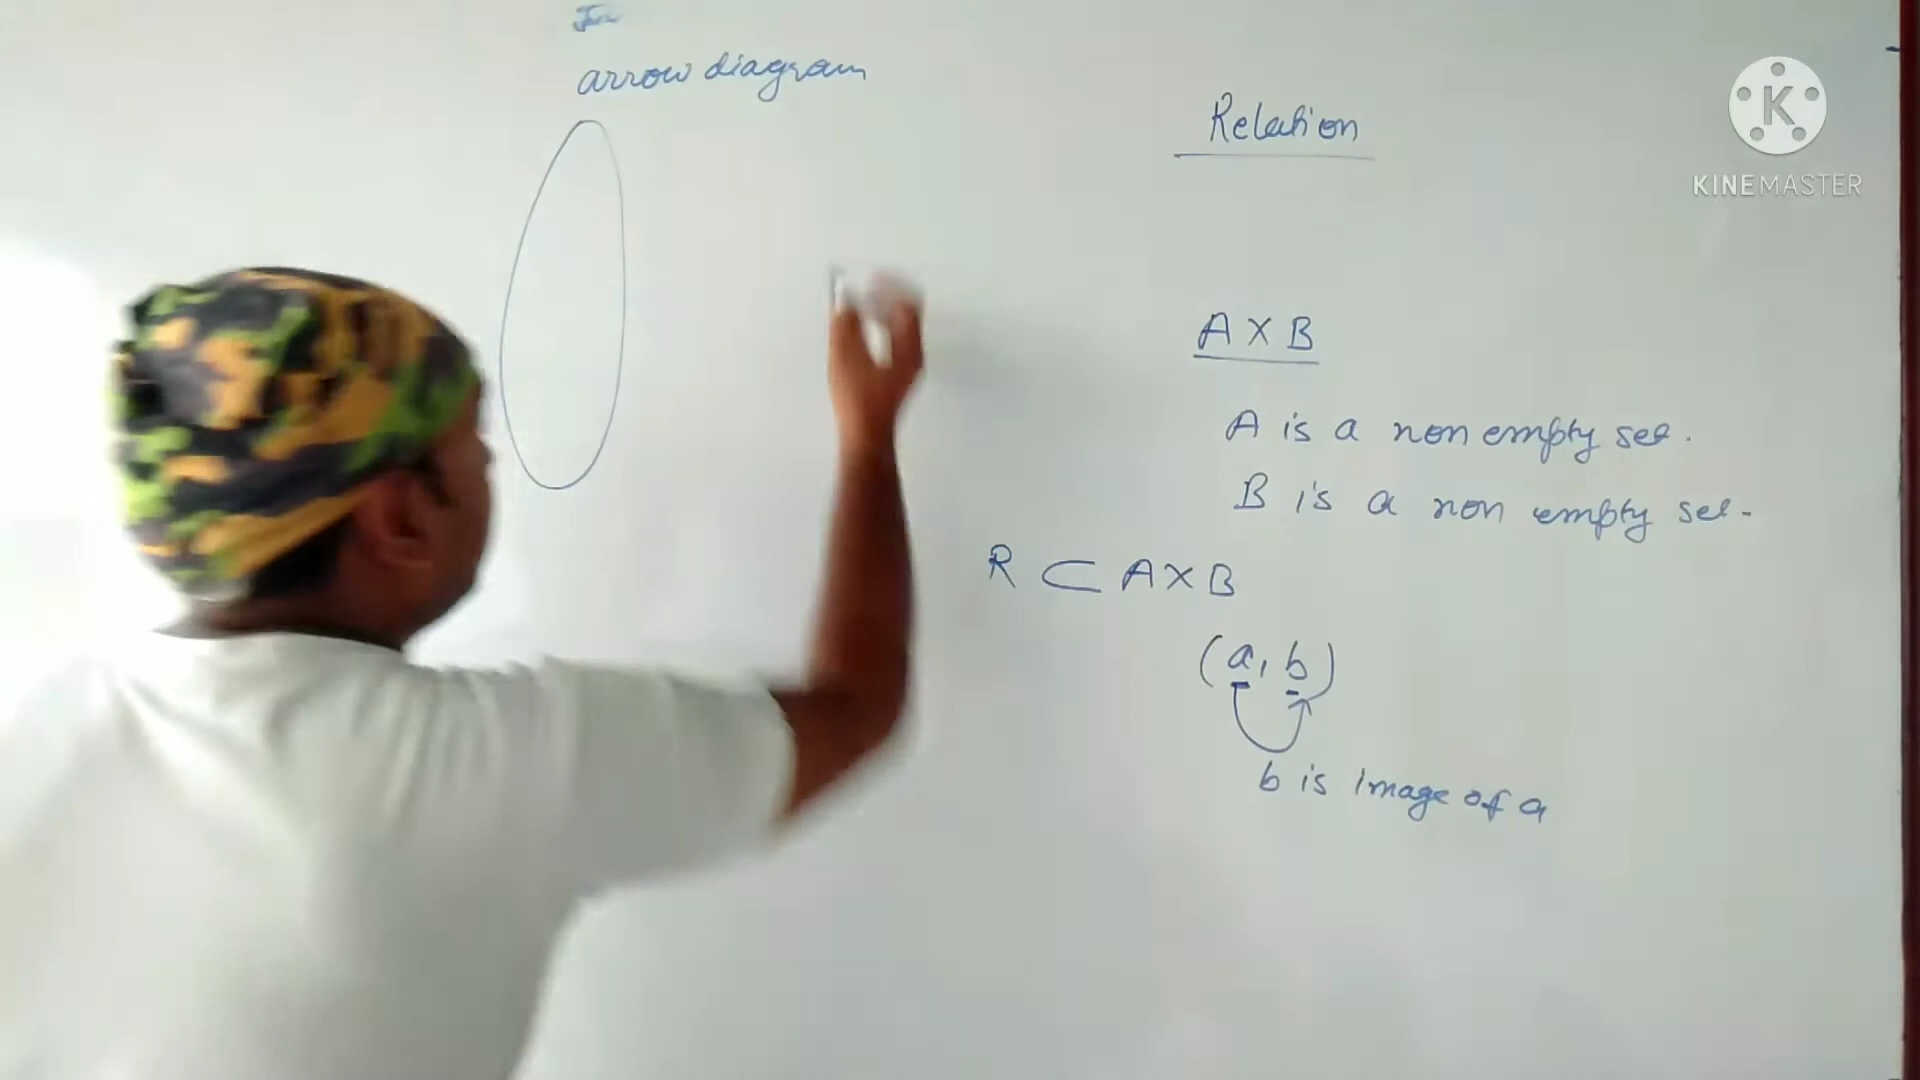 arrow diagram
Relation
K
KINEMASTER
A X B
A is a non empty set.
B is a non empty set.
R ⊂ A X B
(a, b)
b is image of a